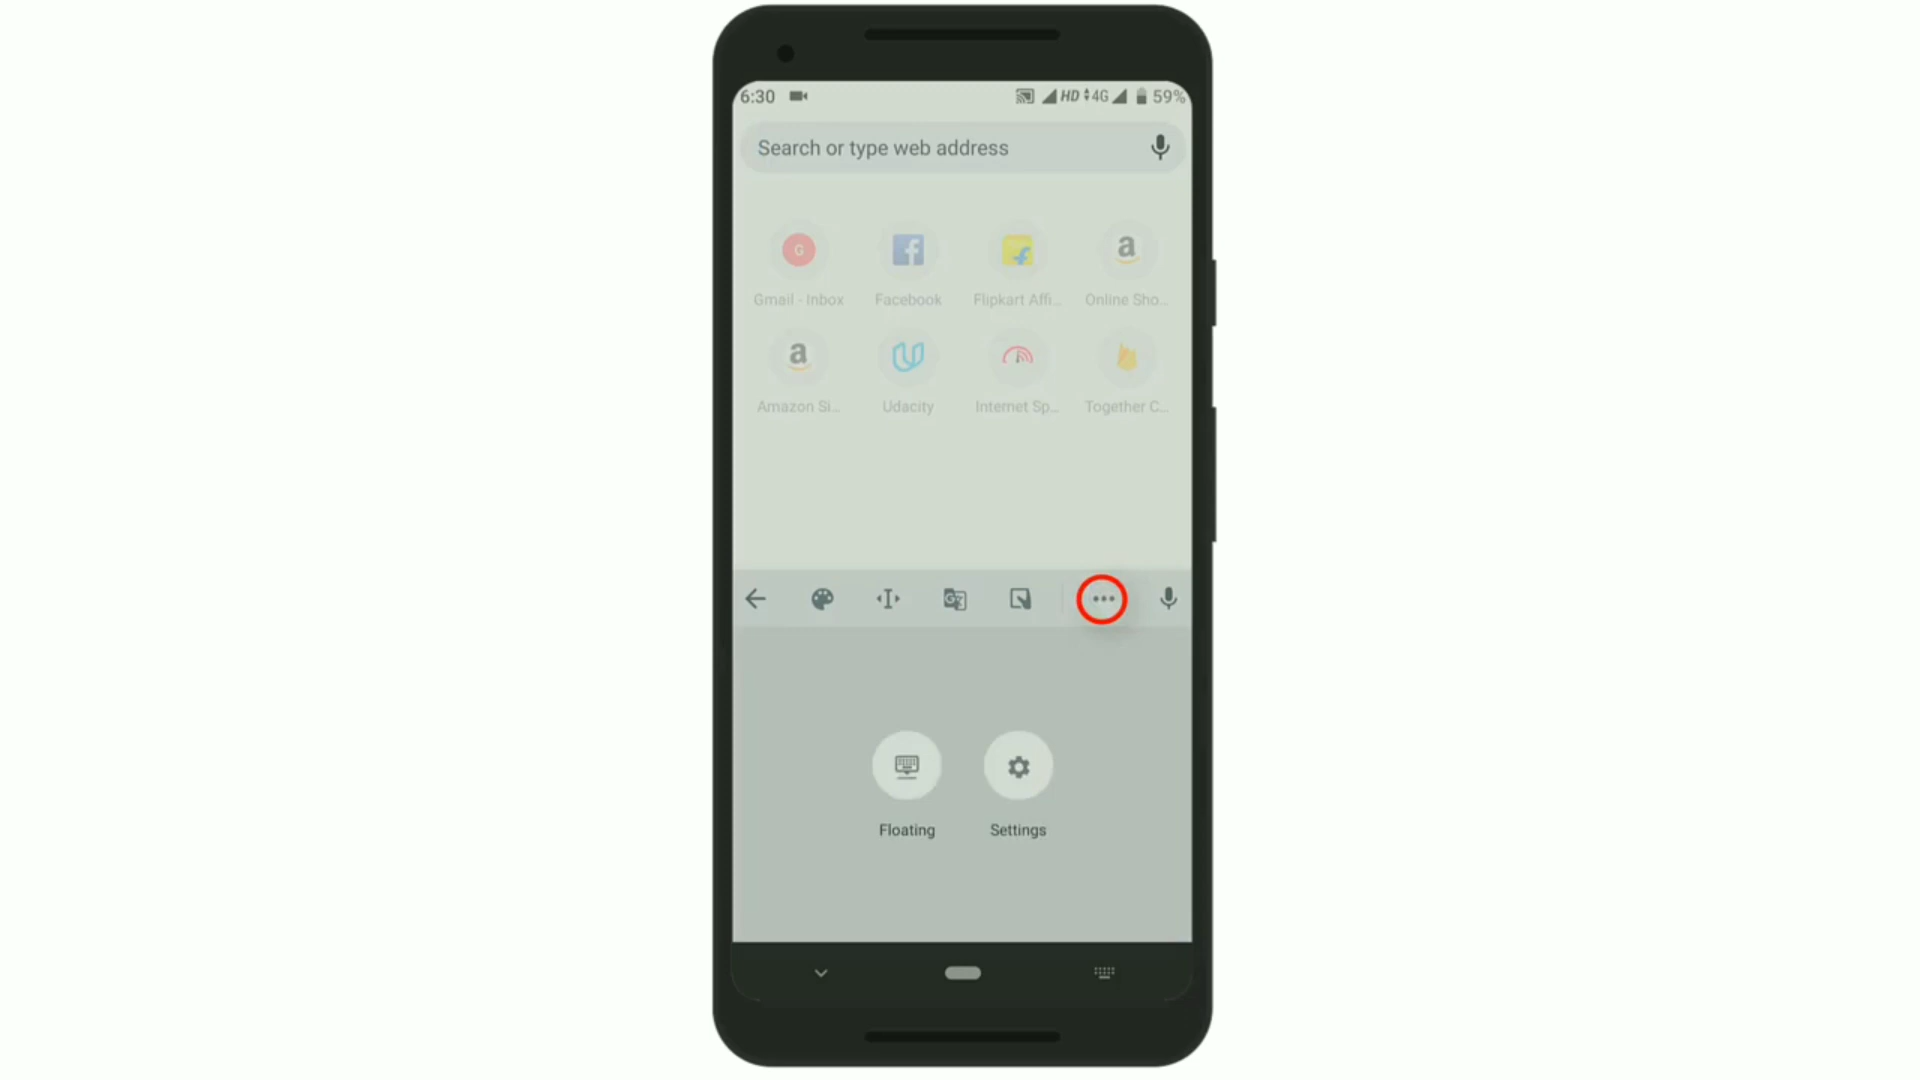 6:30 HD 4G 59%
Search or type web address
G
Gmail - Inbox Facebook Flipkart Affi... Online Sho...
Amazon Si... Udacity Internet Sp... Together C...
Floating Settings